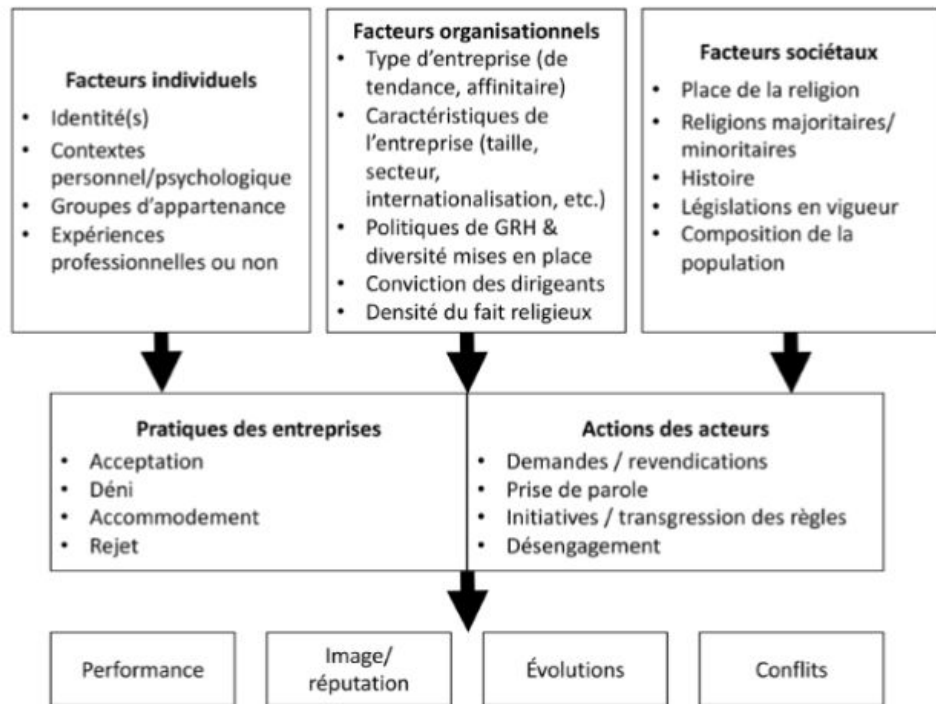 Facteurs individuels
• Identité(s)
• Contextes
personnel/psychologique
• Groupes d'appartenance
• Expériences
professionnelles ou non
Facteurs organisationnels
• Type d'entreprise (de
tendance, affinitaire)
• Caractéristiques de
l'entreprise (taille,
secteur,
internationalisation, etc.)
• Politiques de GRH &
diversité mises en place
• Conviction des dirigeants
• Densité du fait religieux
Facteurs sociétaux
• Place de la religion
• Religions majoritaires/
minoritaires
• Histoire
• Législations en vigueur
• Composition de la
population
Pratiques des entreprises
• Acceptation
• Déni
• Accommodement
• Rejet
Actions des acteurs
• Demandes / revendications
• Prise de parole
• Initiatives / transgression des règles
• Désengagement
Performance
Image/
réputation
Évolutions
Conflits